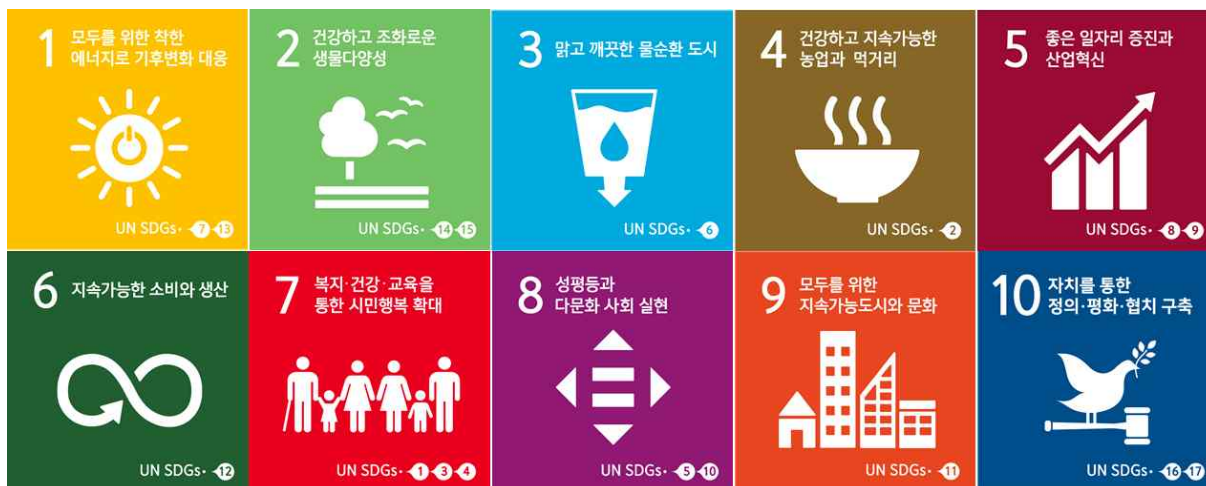 1 모두를 위한 착한
에너지로 기후변화 대응
UN SDGs· 7 13
2 건강하고 조화로운
생물다양성
UN SDGs· 14 15
3 맑고 깨끗한 물순환 도시
UN SDGs· 6
4 건강하고 지속가능한
농업과 먹거리
UN SDGs· 2
5 좋은 일자리 증진과
산업혁신
UN SDGs· 8 9
6 지속가능한 소비와 생산
UN SDGs· 12
7 복지·건강·교육을
통한 시민행복 확대
UN SDGs· 1 3 4
8 성평등과
다문화 사회 실현
UN SDGs· 5 10
9 모두를 위한
지속가능도시와 문화
UN SDGs· 11
10 자치를 통한
정의·평화·협치 구축
UN SDGs· 16 17